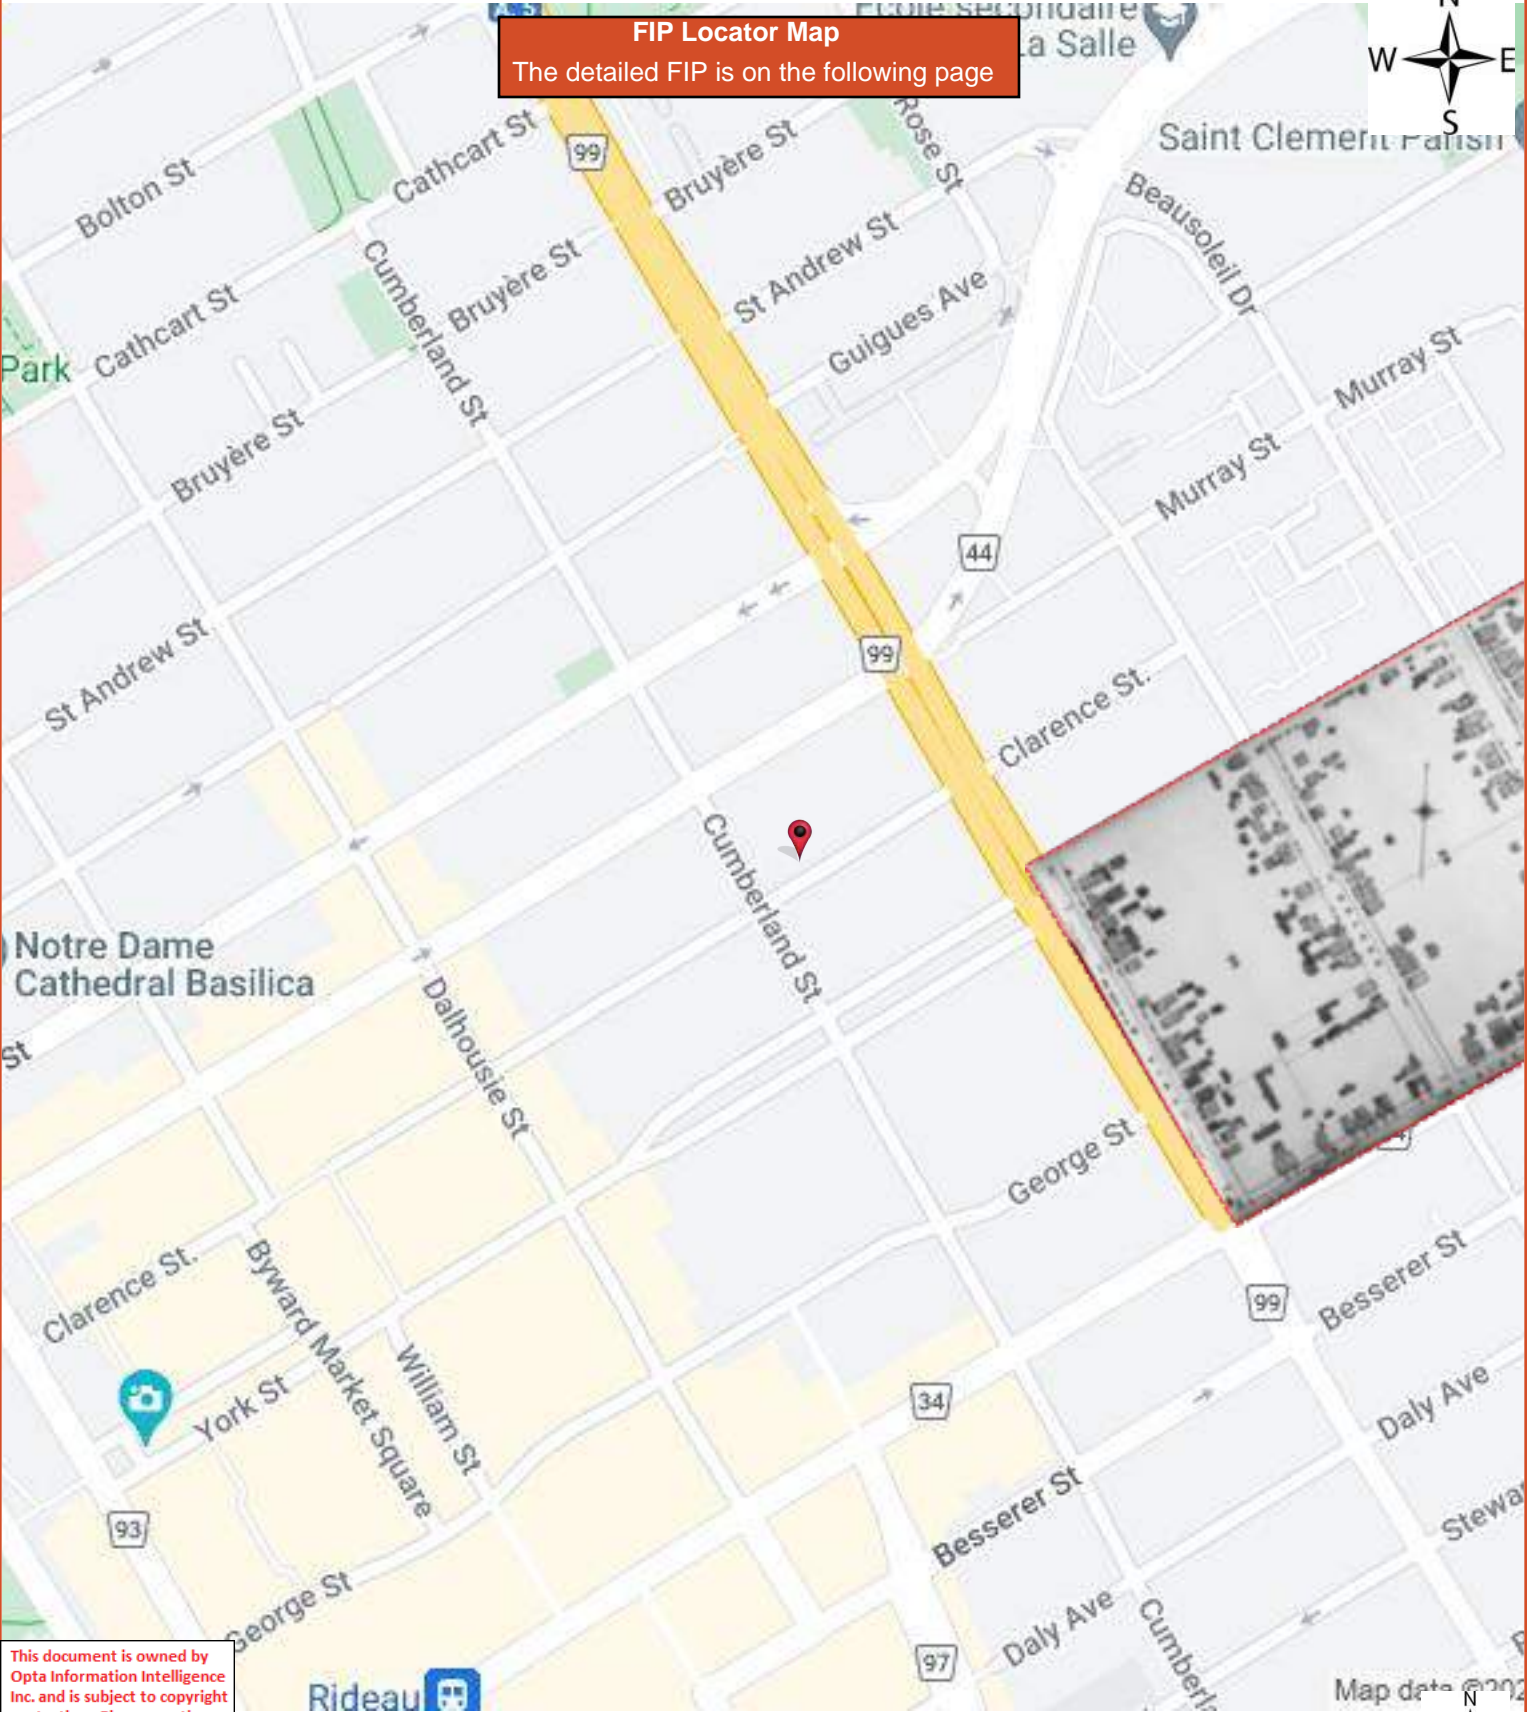 FIP Locator Map
The detailed FIP is on the following page
La Salle
N
W
E
S
99
Cathcart St
Bruyère St
Rose St
Saint Clement Parish
Bolton St
Beausoleil Dr
Cumberland St
Bruyère St
St Andrew St
Guigues Ave
Cathcart St
Park
Murray St
Bruyère St
Murray St
44
St Andrew St
99
Clarence St.
Cumberland St
Notre Dame
Cathedral Basilica
St
Dalhousie St
George St
Clarence St.
Byward Market Square
99
Besserer St
William St
York St
34
Daly Ave
93
Besserer St
George St
Daly Ave
97
This document is owned by
Opta Information Intelligence
Inc. and is subject to copyright
Rideau
Map data ©202
N